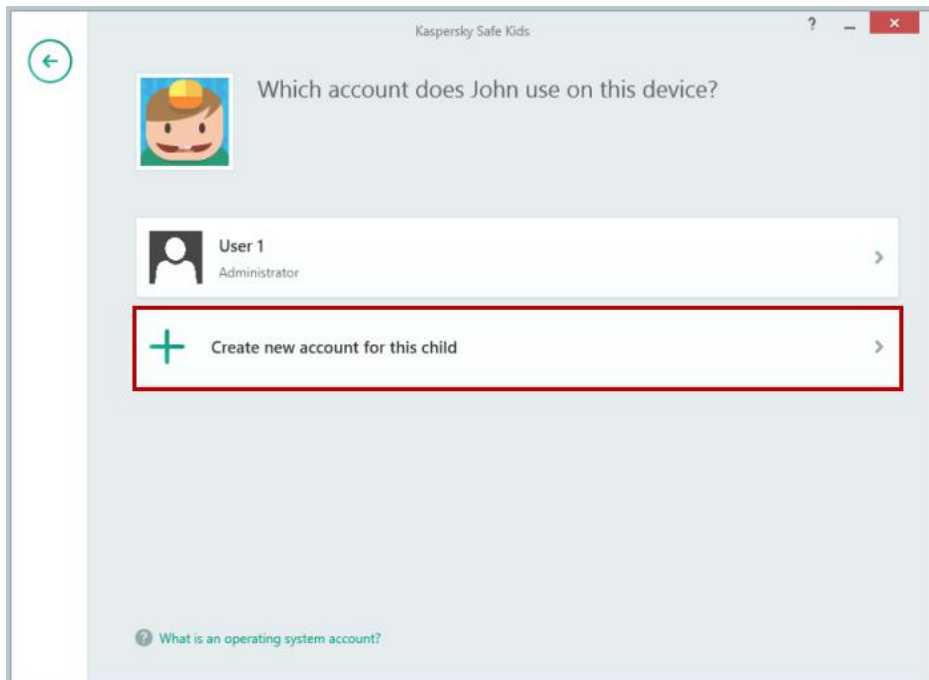 Kaspersky Safe Kids
Which account does John use on this device?
User 1
Administrator
Create new account for this child
What is an operating system account?